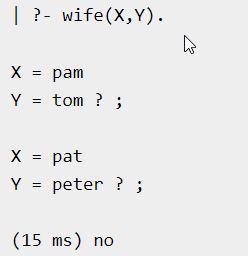 | ?- wife(X,Y).
X = pam
Y = tom ? ;
X = pat
Y = peter ? ;
(15 ms) no